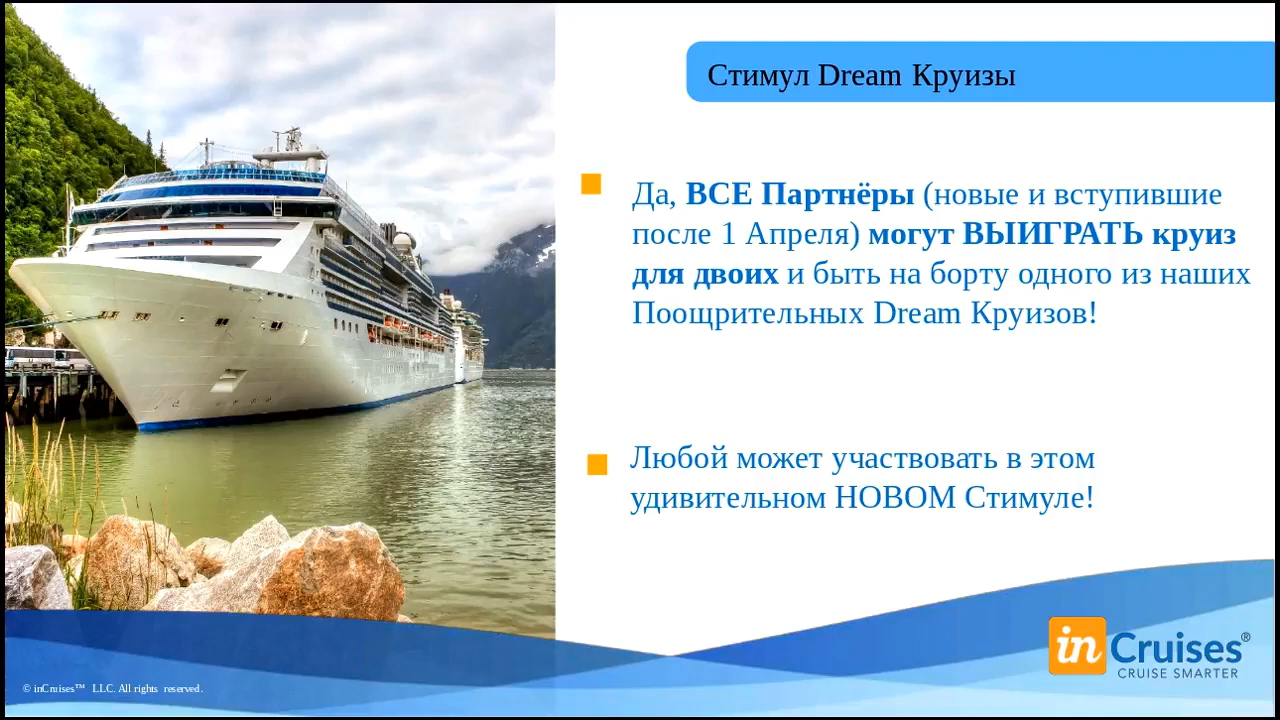 Стимул Dream Круизы
Да, ВСЕ Партнёры (новые и вступившие
после 1 Апреля) могут ВЫИГРАТЬ круиз
для двоих и быть на борту одного из наших
Поощрительных Dream Круизов!
Любой может участвовать в этом
удивительном НОВОМ Стимуле!
in Cruises®
CRUISE SMARTER
© inCruises™ LLC. All rights reserved.